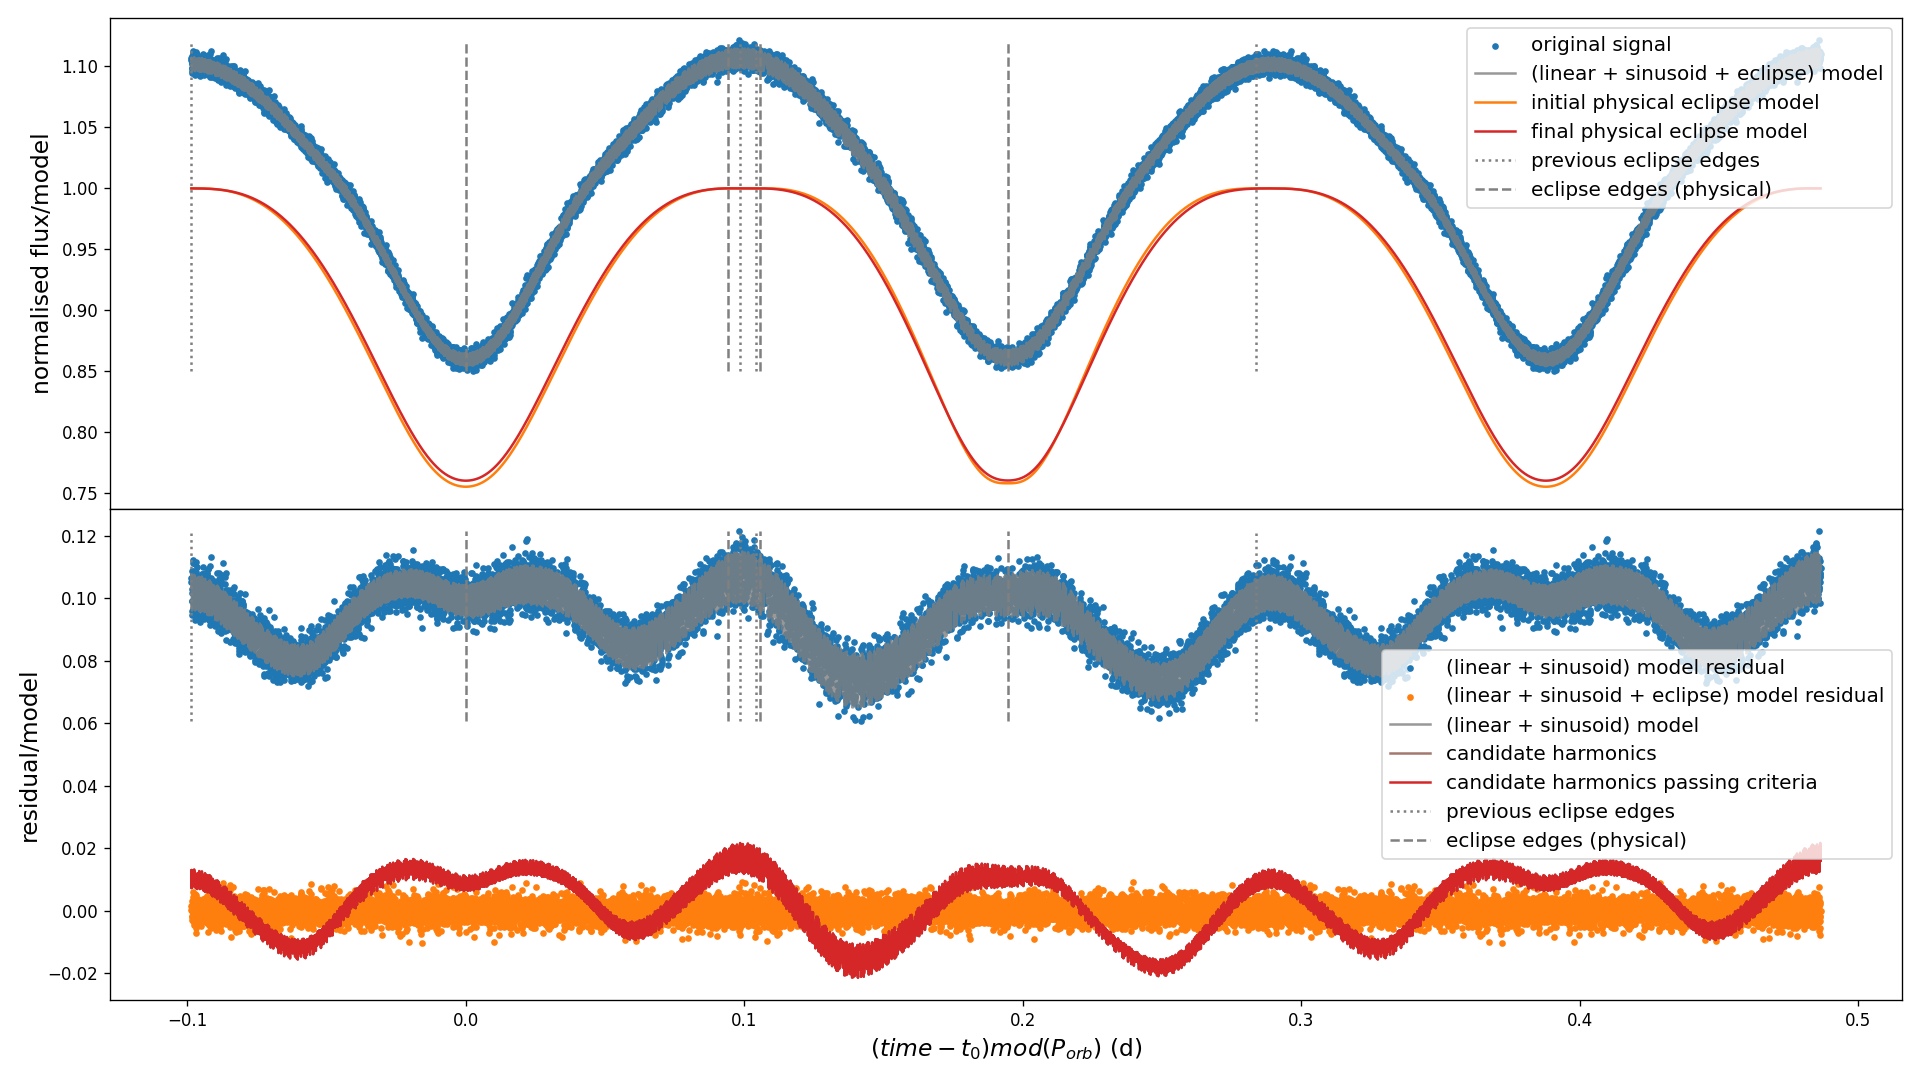 normalised flux/model
1.10
1.05
1.00
0.95
0.90
0.85
0.80
0.75
original signal
(linear + sinusoid + eclipse) model
initial physical eclipse model
final physical eclipse model
previous eclipse edges
eclipse edges (physical)
residual/model
0.12
0.10
0.08
0.06
0.04
0.02
0.00
−0.02
(linear + sinusoid) model residual
(linear + sinusoid + eclipse) model residual
(linear + sinusoid) model
candidate harmonics
candidate harmonics passing criteria
previous eclipse edges
eclipse edges (physical)
−0.1 0.0 0.1 0.2 0.3 0.4 0.5
(time − t₀)mod(P_orb) (d)